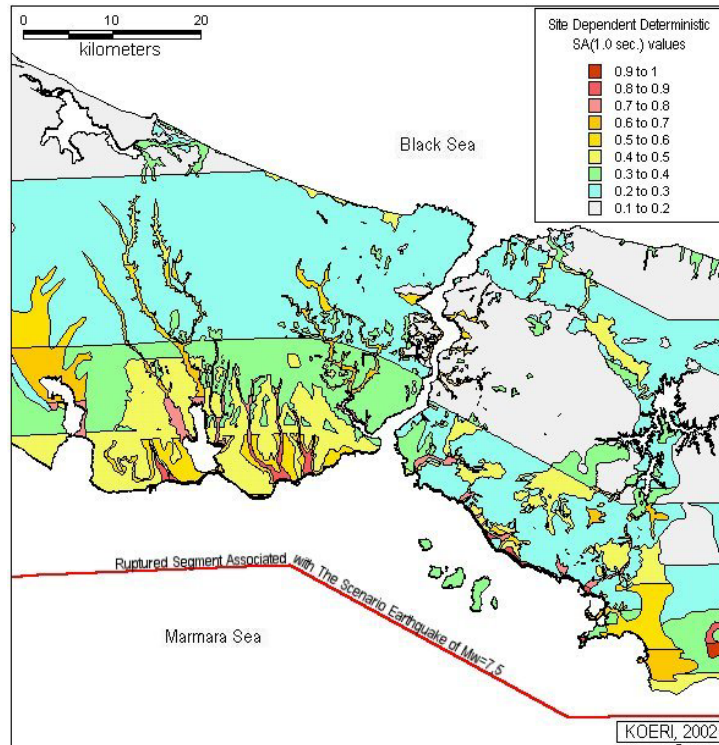 0 10 20
kilometers
Site Dependent Deterministic
SA(1.0 sec.) values
0.9 to 1
0.8 to 0.9
0.7 to 0.8
0.6 to 0.7
0.5 to 0.6
0.4 to 0.5
0.3 to 0.4
0.2 to 0.3
0.1 to 0.2
Black Sea
Ruptured Segment Associated with The Scenario Earthquake of Mw=7.5
Marmara Sea
KOERI, 2002